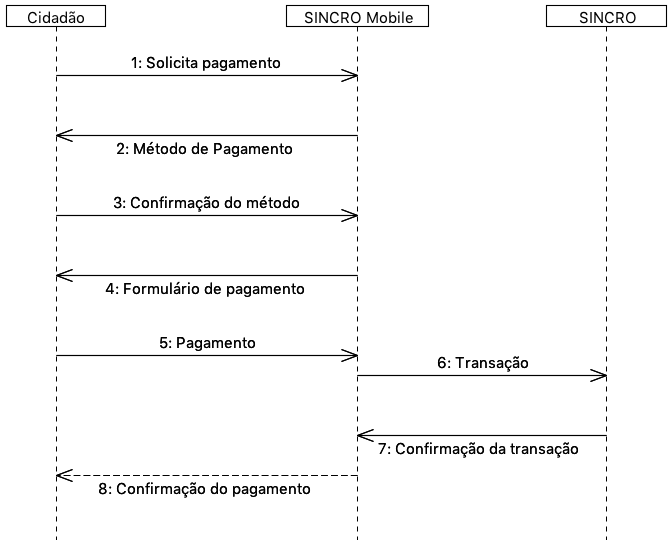 Cidadão
SINCRO Mobile
SINCRO
1: Solicita pagamento
2: Método de Pagamento
3: Confirmação do método
4: Formulário de pagamento
5: Pagamento
6: Transação
7: Confirmação da transação
8: Confirmação do pagamento